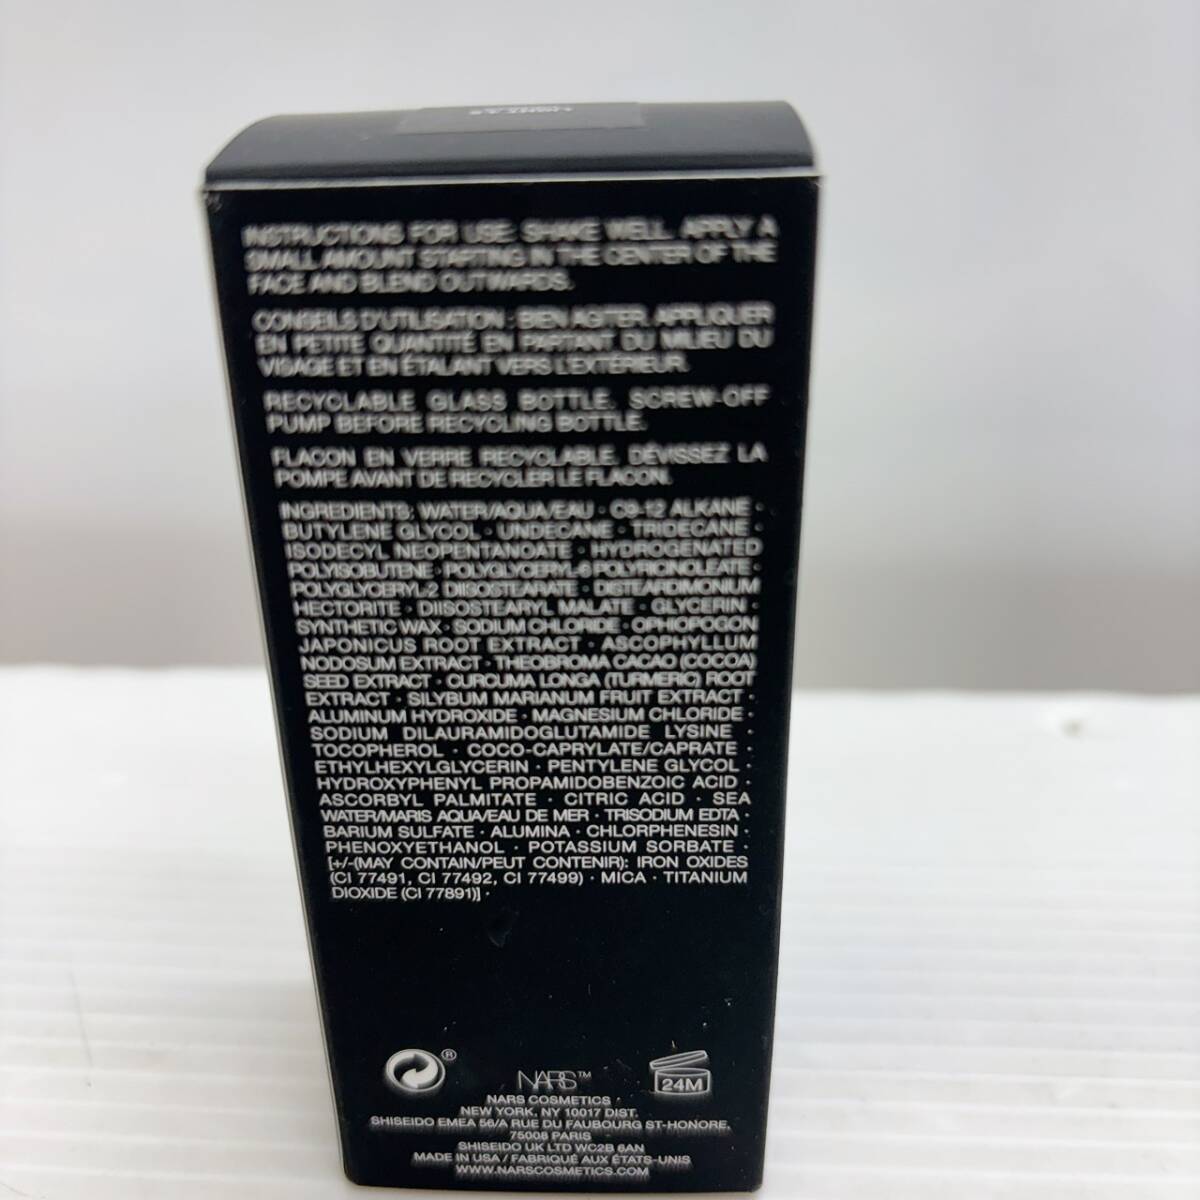 INSTRUCTIONS FOR USE: SHAKE WELL. APPLY A
SMALL AMOUNT STARTING IN THE CENTER OF THE
FACE AND BLEND OUTWARDS.
CONSEILS D'UTILISATION : BIEN AGITER. APPLIQUER
EN PETITE QUANTITÉ EN PARTANT DU MILIEU DU
VISAGE ET EN ÉTALANT VERS L'EXTÉRIEUR.
RECYCLABLE GLASS BOTTLE. SCREW-OFF
PUMP BEFORE RECYCLING BOTTLE.
FLACON EN VERRE RECYCLABLE. DÉVISSEZ LA
POMPE AVANT DE RECYCLER LE FLACON.
INGREDIENTS: WATER/AQUA/EAU · C9-12 ALKANE ·
BUTYLENE GLYCOL · UNDECANE · TRIDECANE ·
ISODECYL NEOPENTANOATE · HYDROGENATED
POLYISOBUTENE · POLYGLYCERYL-6 POLYRICINOLEATE ·
POLYGLYCERYL-2 DIISOSTEARATE · DISTEARDIMONIUM
HECTORITE · DIISOSTEARYL MALATE · GLYCERIN ·
SYNTHETIC WAX · SODIUM CHLORIDE · OPHIOPOGON
JAPONICUS ROOT EXTRACT · ASCOPHYLLUM
NODOSUM EXTRACT · THEOBROMA CACAO (COCOA)
SEED EXTRACT · CURCUMA LONGA (TURMERIC) ROOT
EXTRACT · SILYBUM MARIANUM FRUIT EXTRACT ·
ALUMINUM HYDROXIDE · MAGNESIUM CHLORIDE ·
SODIUM DILAURAMIDOGLUTAMIDE LYSINE ·
TOCOPHEROL · COCO-CAPRYLATE/CAPRATE ·
ETHYLHEXYLGLYCERIN · PENTYLENE GLYCOL ·
HYDROXYPHENYL PROPAMIDOBENZOIC ACID ·
ASCORBYL PALMITATE · CITRIC ACID · SEA
WATER/MARIS AQUA/EAU DE MER · TRISODIUM EDTA ·
BARIUM SULFATE · ALUMINA · CHLORPHENESIN ·
PHENOXYETHANOL · POTASSIUM SORBATE ·
[+/-(MAY CONTAIN/PEUT CONTENIR): IRON OXIDES
(CI 77491, CI 77492, CI 77499) · MICA · TITANIUM
DIOXIDE (CI 77891)] ·
®
NARS™
24M
NARS COSMETICS ·
NEW YORK, NY 10017 DIST.
SHISEIDO EMEA 56/A RUE DU FAUBOURG ST-HONORE,
75008 PARIS
SHISEIDO UK LTD WC2B 6AN
MADE IN USA / FABRIQUÉ AUX ÉTATS-UNIS
WWW.NARSCOSMETICS.COM